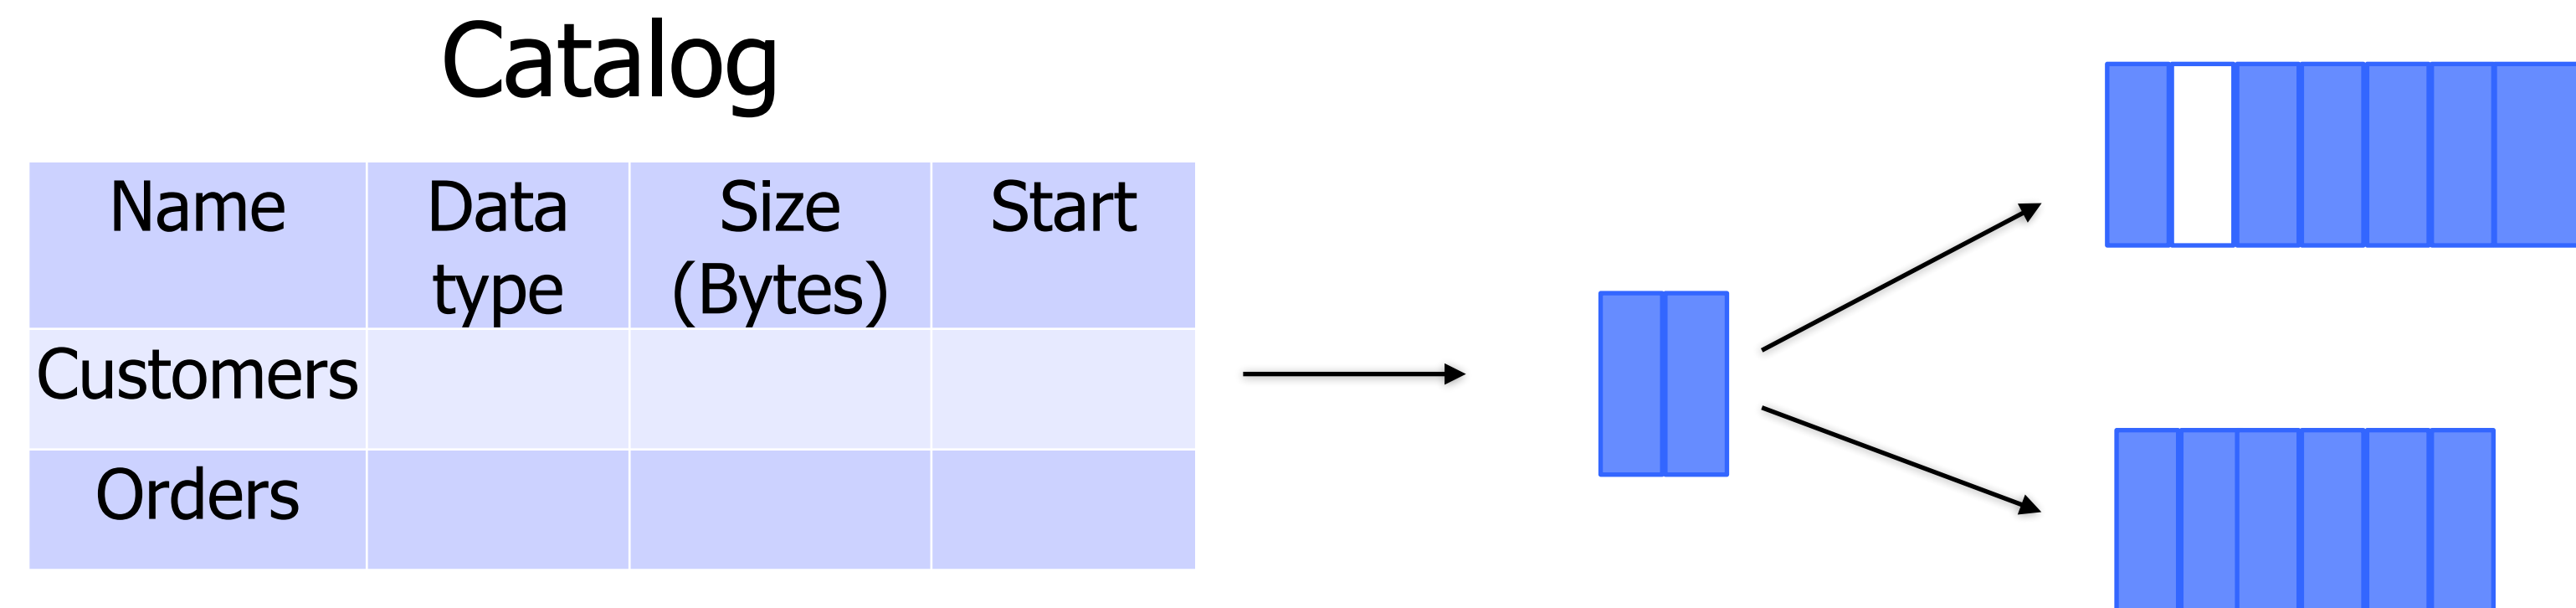 Catalog
Name Data type Size (Bytes) Start
Customers
Orders